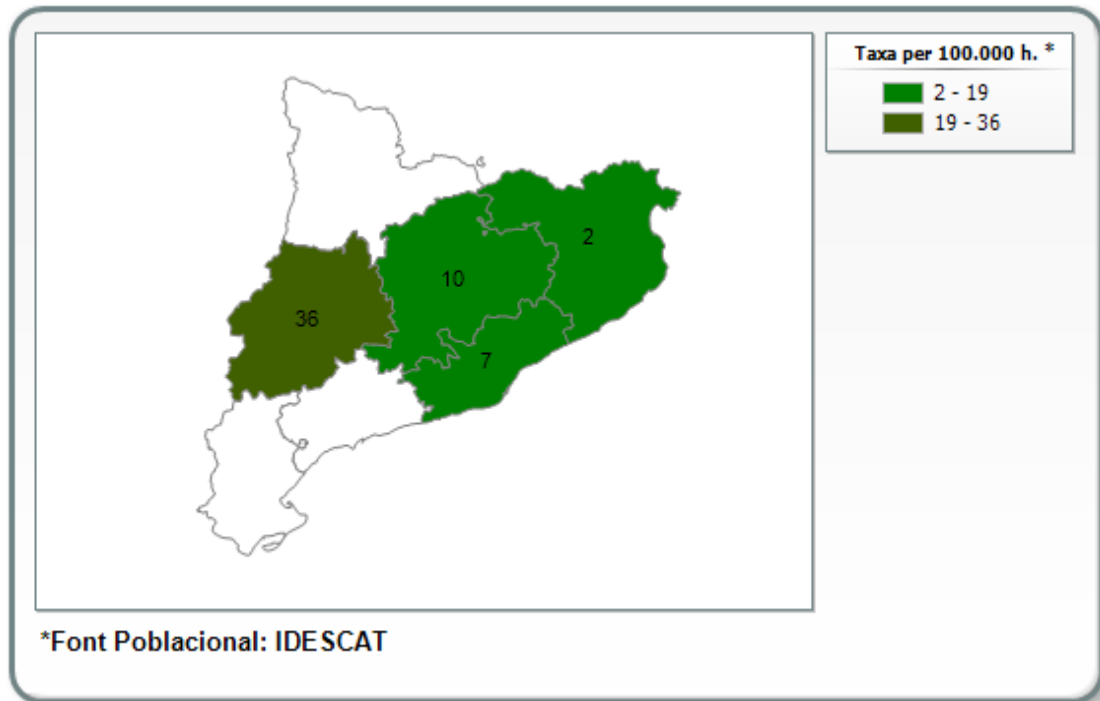 Taxa per 100.000 h. *
2 - 19
19 - 36
2
10
36
7
*Font Poblacional: IDESCAT